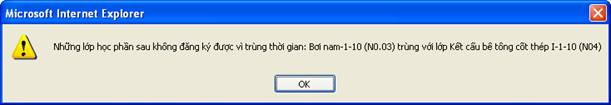 Microsoft Internet Explorer
Những lớp học phần sau không đăng ký được vì trùng thời gian: Bơi nam-1-10 (N0.03) trùng với lớp Kết cấu bê tông cốt thép I-1-10 (N04)
OK